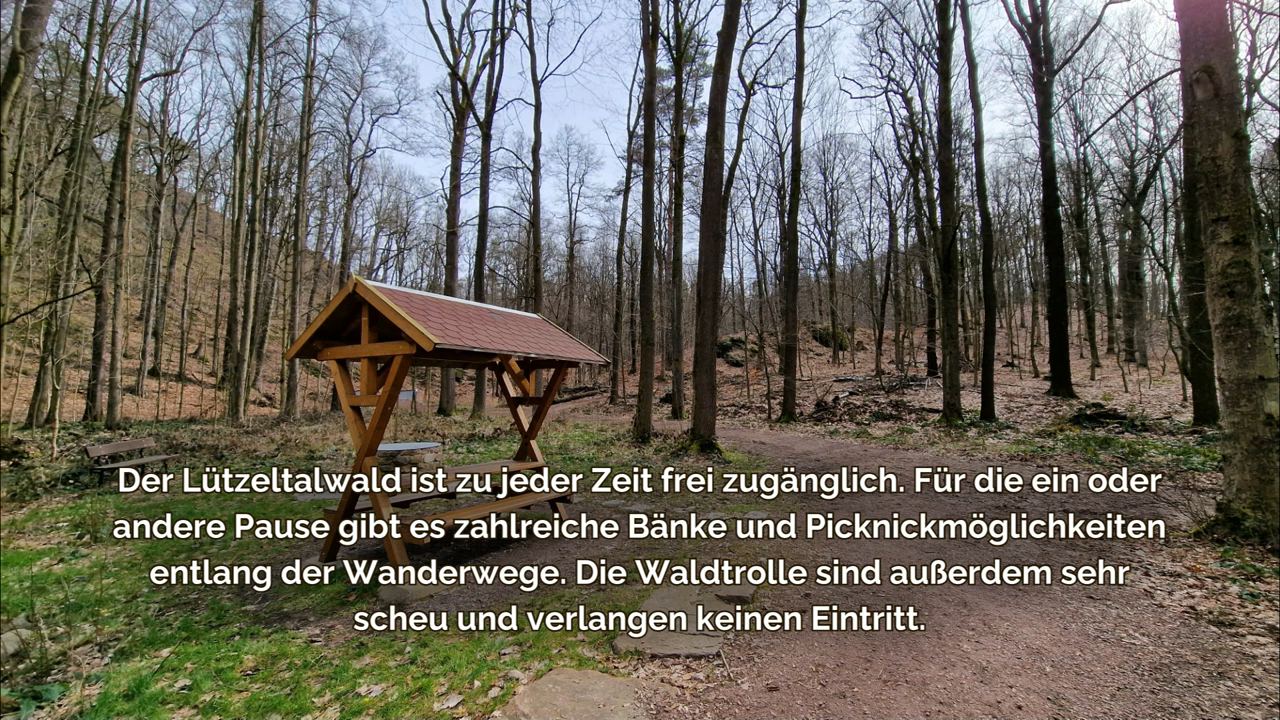 Der Lützeltalwald ist zu jeder Zeit frei zugänglich. Für die ein oder
andere Pause gibt es zahlreiche Bänke und Picknickmöglichkeiten
entlang der Wanderwege. Die Waldtrolle sind außerdem sehr
scheu und verlangen keinen Eintritt.